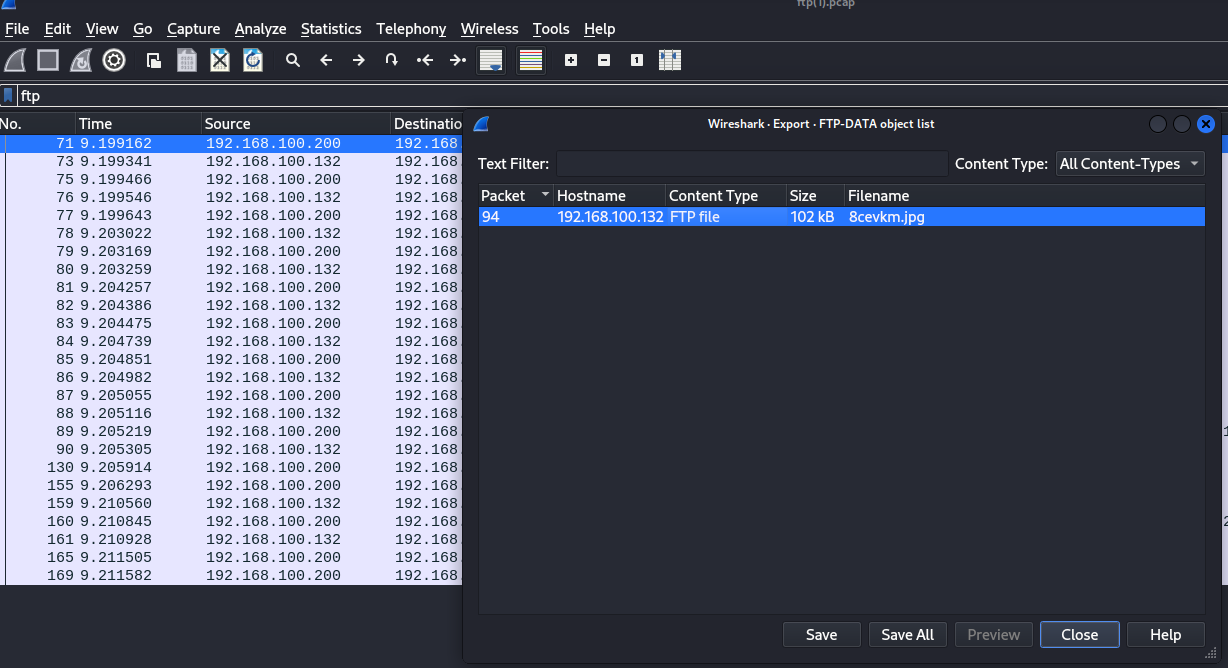 ftp(1).pcap
File Edit View Go Capture Analyze Statistics Telephony Wireless Tools Help
ftp
No. Time Source Destinatio
Wireshark · Export · FTP-DATA object list
Text Filter: Content Type: All Content-Types
Packet Hostname Content Type Size Filename
94 192.168.100.132 FTP file 102 kB 8cevkm.jpg
71 9.199162 192.168.100.200 192.168
73 9.199341 192.168.100.132 192.168
75 9.199466 192.168.100.200 192.168
76 9.199546 192.168.100.132 192.168
77 9.199643 192.168.100.200 192.168
78 9.203022 192.168.100.132 192.168
79 9.203169 192.168.100.200 192.168
80 9.203259 192.168.100.132 192.168
81 9.204257 192.168.100.200 192.168
82 9.204386 192.168.100.132 192.168
83 9.204475 192.168.100.200 192.168
84 9.204739 192.168.100.132 192.168
85 9.204851 192.168.100.200 192.168
86 9.204982 192.168.100.132 192.168
87 9.205055 192.168.100.200 192.168
88 9.205116 192.168.100.132 192.168
89 9.205219 192.168.100.200 192.168
90 9.205305 192.168.100.132 192.168
130 9.205914 192.168.100.200 192.168
155 9.206293 192.168.100.200 192.168
159 9.210560 192.168.100.132 192.168
160 9.210845 192.168.100.200 192.168
161 9.210928 192.168.100.132 192.168
165 9.211505 192.168.100.200 192.168
169 9.211582 192.168.100.200 192.168
Save Save All Preview Close Help